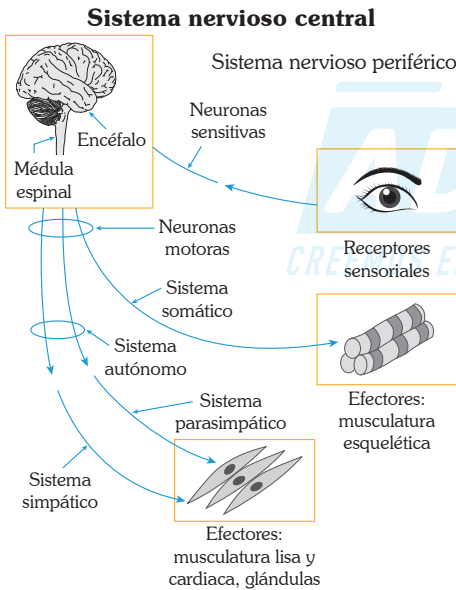 Sistema nervioso central
Sistema nervioso periférico
Encéfalo
Médula
espinal
Neuronas
sensitivas
Receptores
sensoriales
Neuronas
motoras
Sistema
somático
Sistema
autónomo
Efectores:
musculatura
esquelética
Sistema
parasimpático
Sistema
simpático
Efectores:
musculatura lisa y
cardiaca, glándulas